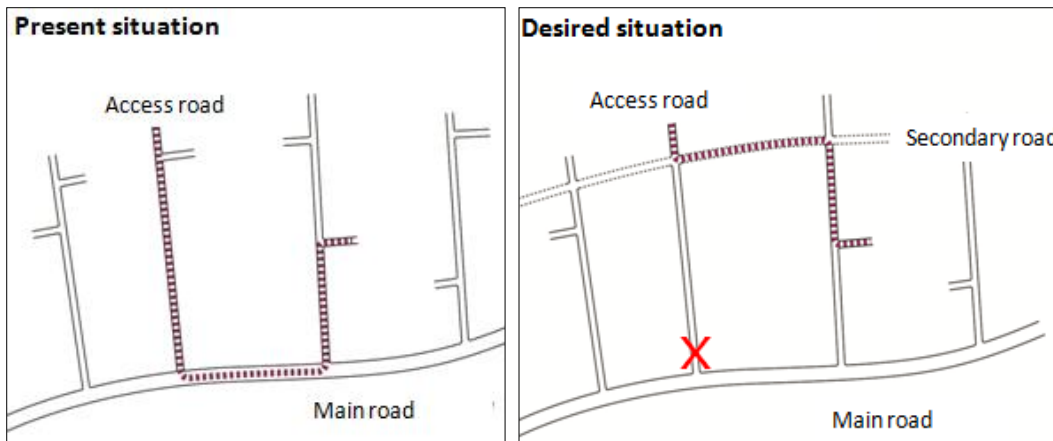 Present situation
Access road
Main road
Desired situation
Access road
Secondary road
X
Main road